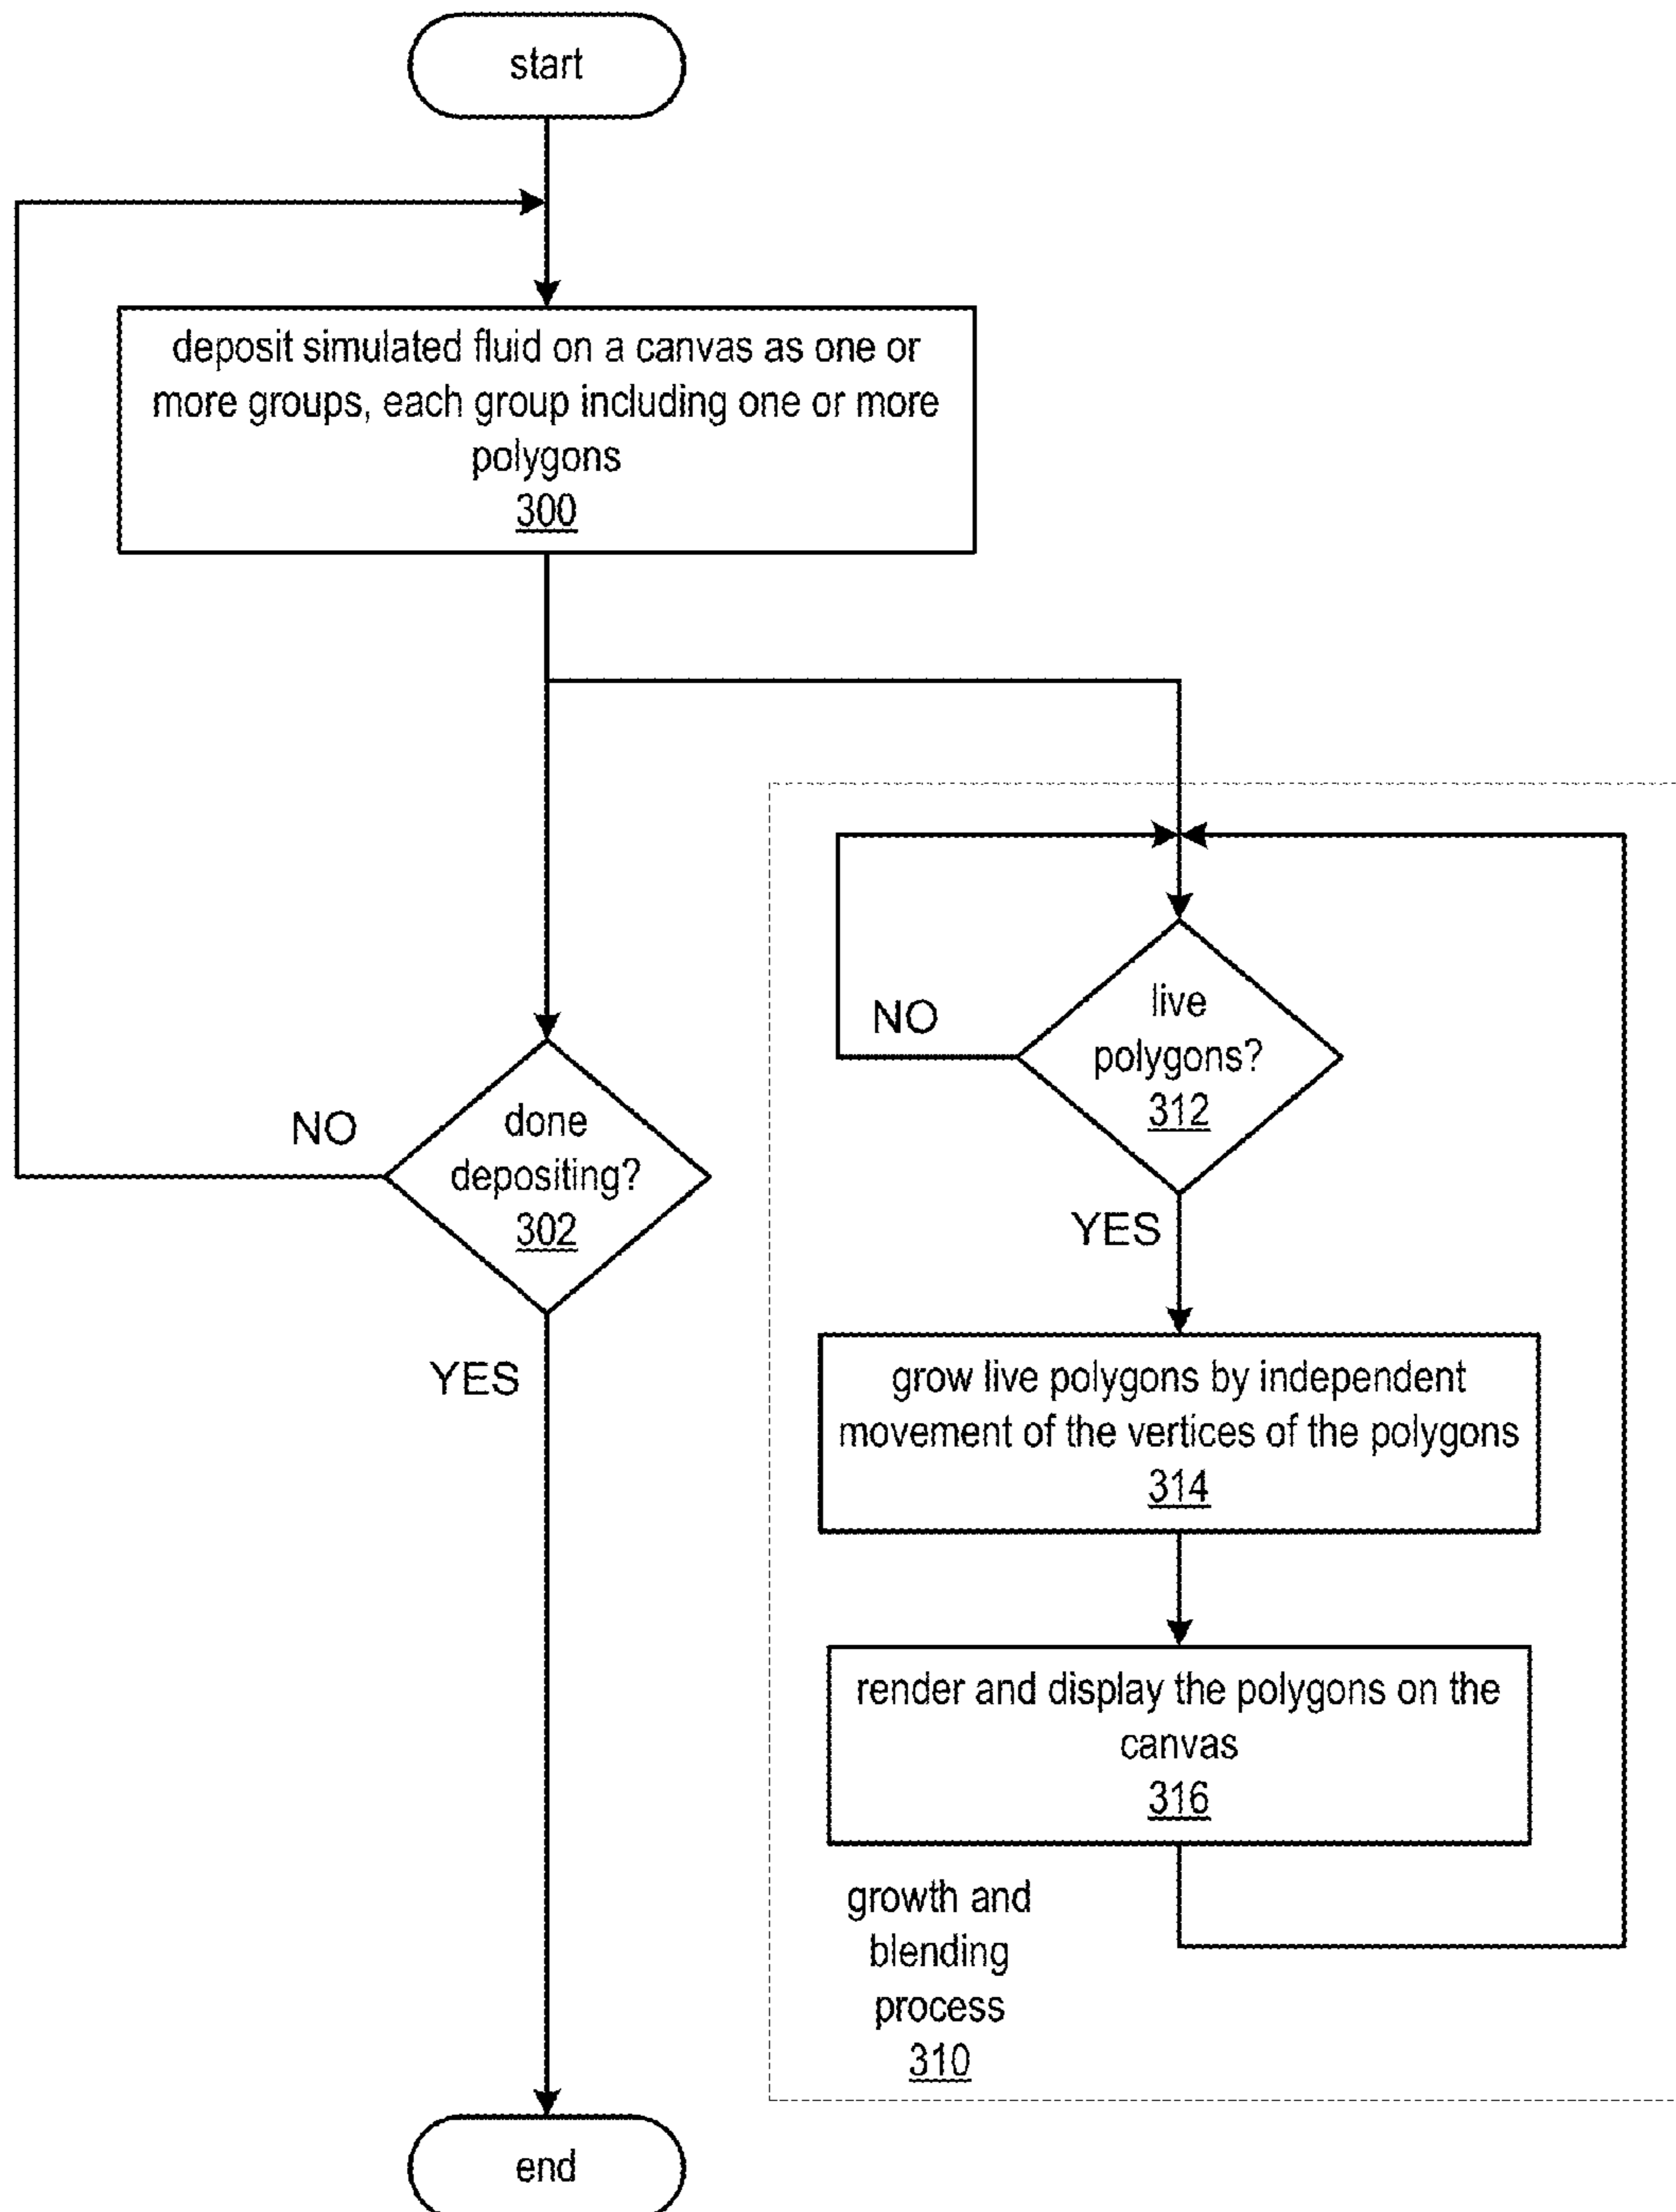 start
deposit simulated fluid on a canvas as one or
more groups, each group including one or more
polygons
300
live
polygons?
312
NO
YES
done
depositing?
302
NO
YES
grow live polygons by independent
movement of the vertices of the polygons
314
render and display the polygons on the
canvas
316
growth and
blending
process
310
end